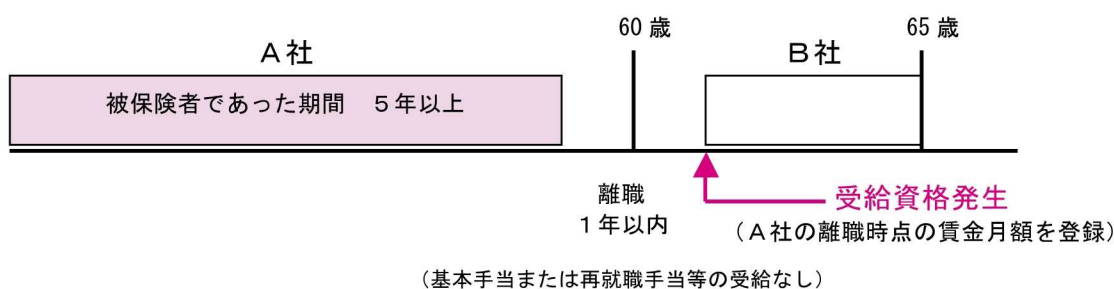 60歳
65歳
A社
B社
被保険者であった期間　5年以上
離職
1年以内
受給資格発生
（A社の離職時点の賃金月額を登録）
（基本手当または再就職手当等の受給なし）